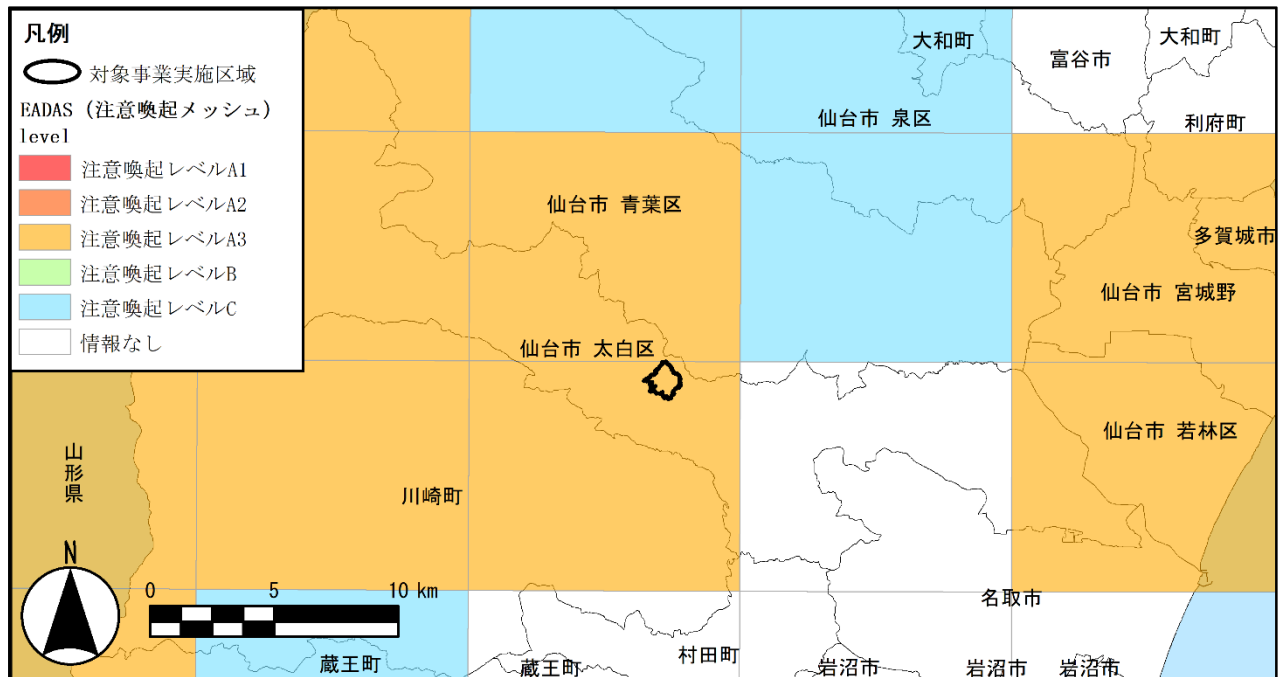 凡例
対象事業実施区域
EADAS (注意喚起メッシュ)
level
注意喚起レベルA1
注意喚起レベルA2
注意喚起レベルA3
注意喚起レベルB
注意喚起レベルC
情報なし
大和町
富谷市
大和町
仙台市 泉区
利府町
仙台市 青葉区
多賀城市
仙台市 宮城野
仙台市 太白区
仙台市 若林区
山形県
川崎町
N
0 5 10 km
名取市
蔵王町
蔵王町
村田町
岩沼市
岩沼市
岩沼市